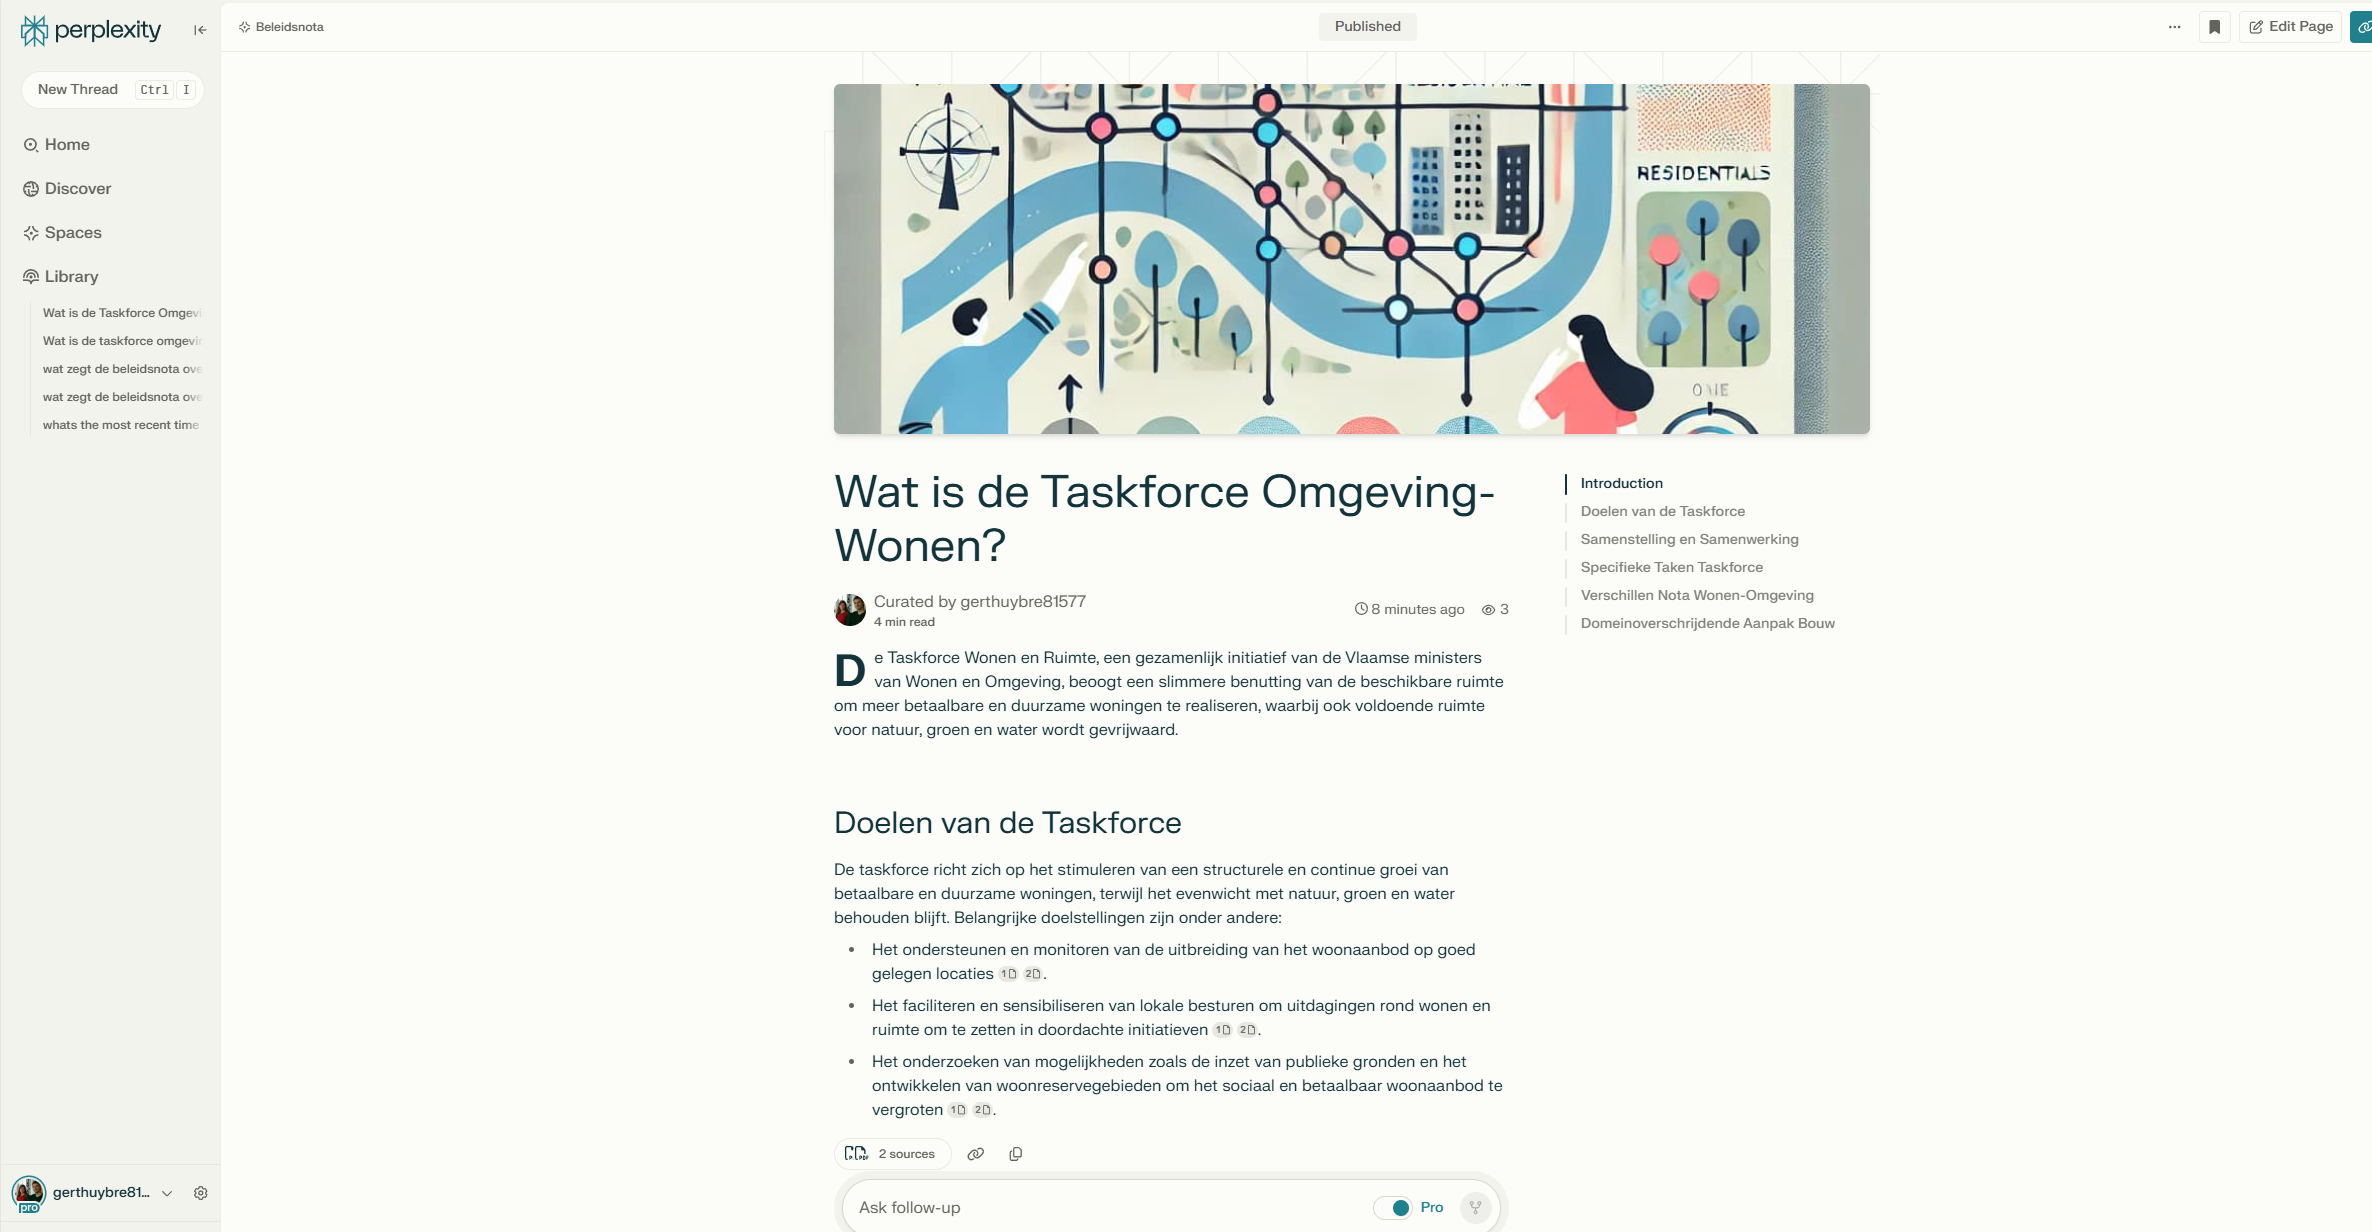 perplexity
New Thread Ctrl I
Home
Discover
Spaces
Library
Wat is de Taskforce Omgevi
Wat is de taskforce omgevin
wat zegt de beleidsnota ove
wat zegt de beleidsnota ove
whats the most recent time
gerthuybre81...
pro
Beleidsnota
Published
Edit Page
RESIDENTIALS
ONE
Wat is de Taskforce Omgeving-
Wonen?
Curated by gerthuybre81577
4 min read
8 minutes ago 3
De Taskforce Wonen en Ruimte, een gezamenlijk initiatief van de Vlaamse ministers
van Wonen en Omgeving, beoogt een slimmere benutting van de beschikbare ruimte
om meer betaalbare en duurzame woningen te realiseren, waarbij ook voldoende ruimte
voor natuur, groen en water wordt gevrijwaard.
Doelen van de Taskforce
De taskforce richt zich op het stimuleren van een structurele en continue groei van
betaalbare en duurzame woningen, terwijl het evenwicht met natuur, groen en water
behouden blijft. Belangrijke doelstellingen zijn onder andere:
• Het ondersteunen en monitoren van de uitbreiding van het woonaanbod op goed
gelegen locaties 1 2.
• Het faciliteren en sensibiliseren van lokale besturen om uitdagingen rond wonen en
ruimte om te zetten in doordachte initiatieven 1 2.
• Het onderzoeken van mogelijkheden zoals de inzet van publieke gronden en het
ontwikkelen van woonreservegebieden om het sociaal en betaalbaar woonaanbod te
vergroten 1 2.
2 sources
Ask follow-up Pro
Introduction
Doelen van de Taskforce
Samenstelling en Samenwerking
Specifieke Taken Taskforce
Verschillen Nota Wonen-Omgeving
Domeinoverschrijdende Aanpak Bouw